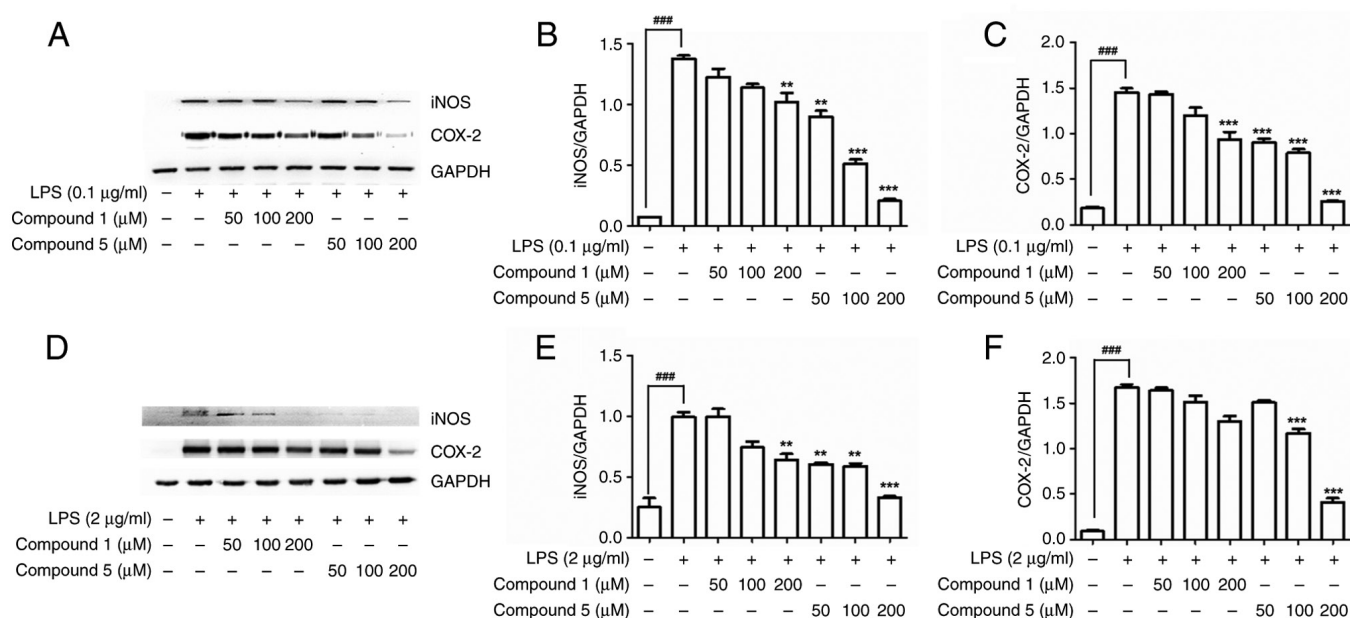 A
iNOS
COX-2
GAPDH
LPS (0.1 μg/ml) – + + + + + + +
Compound 1 (μM) – – 50 100 200 – – –
Compound 5 (μM) – – – – – 50 100 200
B
iNOS/GAPDH
1.5
1.0
0.5
0.0
###
**
**
***
***
LPS (0.1 μg/ml) – + + + + + + +
Compound 1 (μM) – – 50 100 200 – – –
Compound 5 (μM) – – – – – 50 100 200
C
COX-2/GAPDH
2.0
1.5
1.0
0.5
0.0
###
***
***
***
***
LPS (0.1 μg/ml) – + + + + + + +
Compound 1 (μM) – – 50 100 200 – – –
Compound 5 (μM) – – – – – 50 100 200
D
iNOS
COX-2
GAPDH
LPS (2 μg/ml) – + + + + + + +
Compound 1 (μM) – – 50 100 200 – – –
Compound 5 (μM) – – – – – 50 100 200
E
iNOS/GAPDH
1.5
1.0
0.5
0.0
###
**
**
**
***
LPS (2 μg/ml) – + + + + + + +
Compound 1 (μM) – – 50 100 200 – – –
Compound 5 (μM) – – – – – 50 100 200
F
COX-2/GAPDH
2.0
1.5
1.0
0.5
0.0
###
***
***
LPS (2 μg/ml) – + + + + + + +
Compound 1 (μM) – – 50 100 200 – – –
Compound 5 (μM) – – – – – 50 100 200